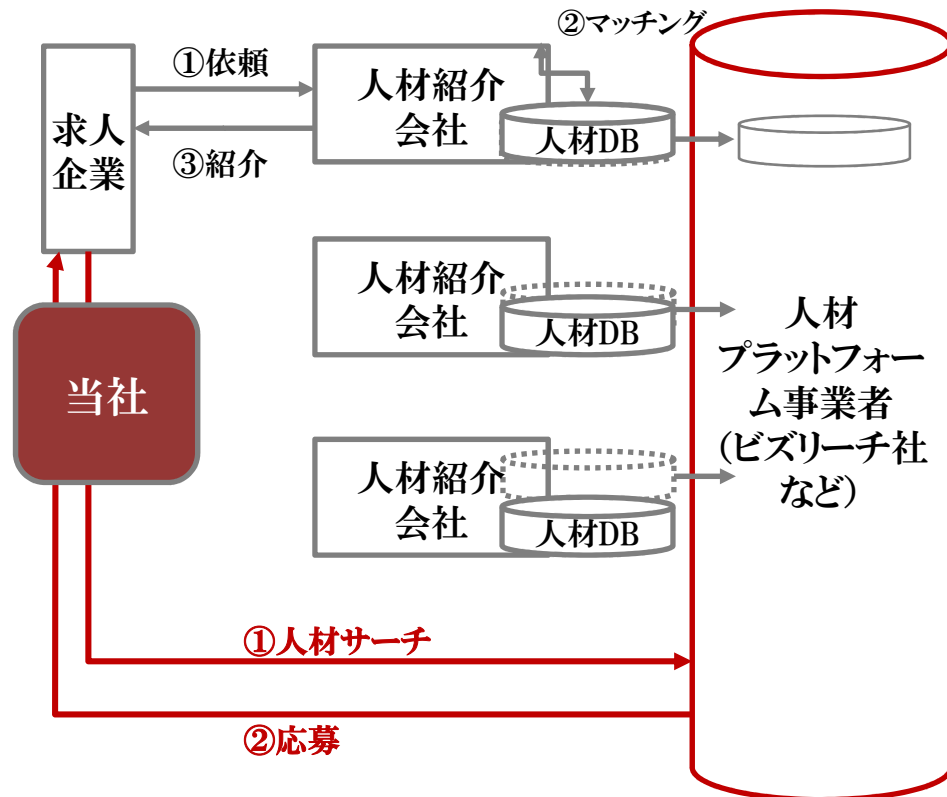 ②マッチング
①依頼
人材紹介
会社
人材DB
求人
企業
③紹介
人材紹介
会社
人材DB
人材
プラットフォー
ム事業者
(ビズリーチ社
など)
当社
人材紹介
会社
人材DB
①人材サーチ
②応募